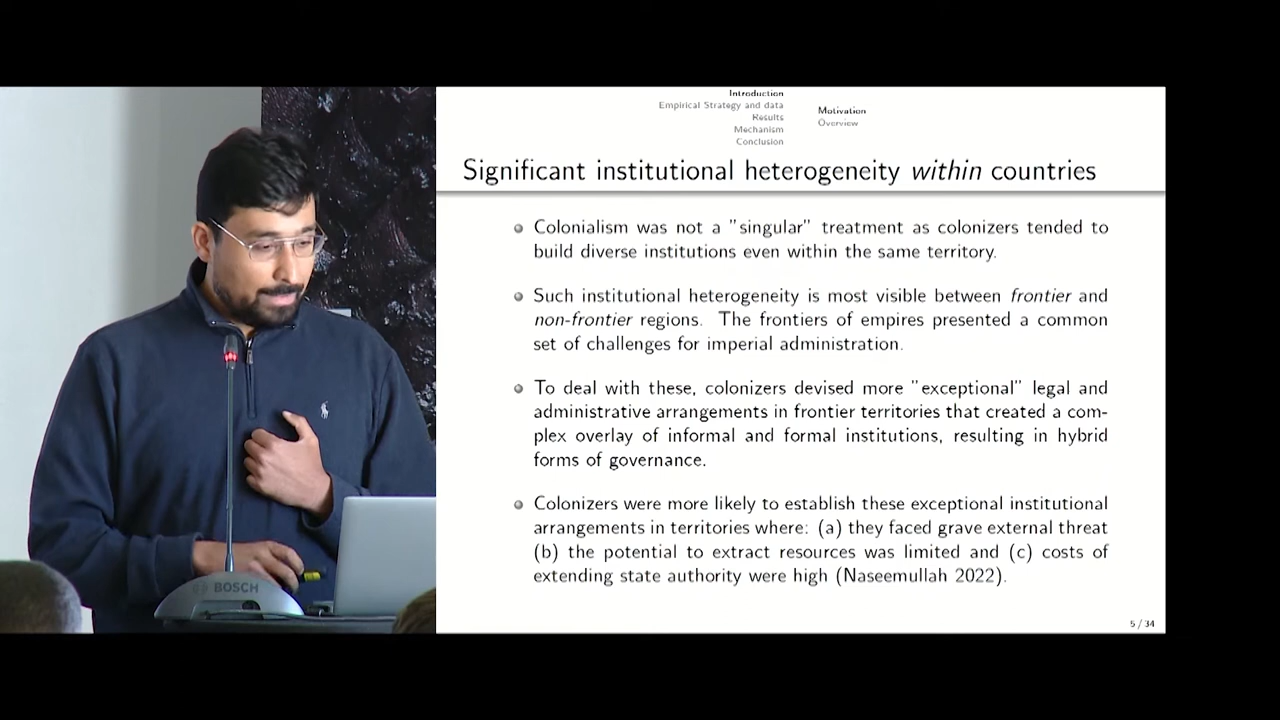 Introduction
Empirical Strategy and data
Results
Mechanism
Conclusion
Motivation
Overview
Significant institutional heterogeneity within countries
Colonialism was not a "singular" treatment as colonizers tended to
build diverse institutions even within the same territory.
Such institutional heterogeneity is most visible between frontier and
non-frontier regions. The frontiers of empires presented a common
set of challenges for imperial administration.
To deal with these, colonizers devised more "exceptional" legal and
administrative arrangements in frontier territories that created a com-
plex overlay of informal and formal institutions, resulting in hybrid
forms of governance.
Colonizers were more likely to establish these exceptional institutional
arrangements in territories where: (a) they faced grave external threat
(b) the potential to extract resources was limited and (c) costs of
extending state authority were high (Naseemullah 2022).
5 / 34
BOSCH